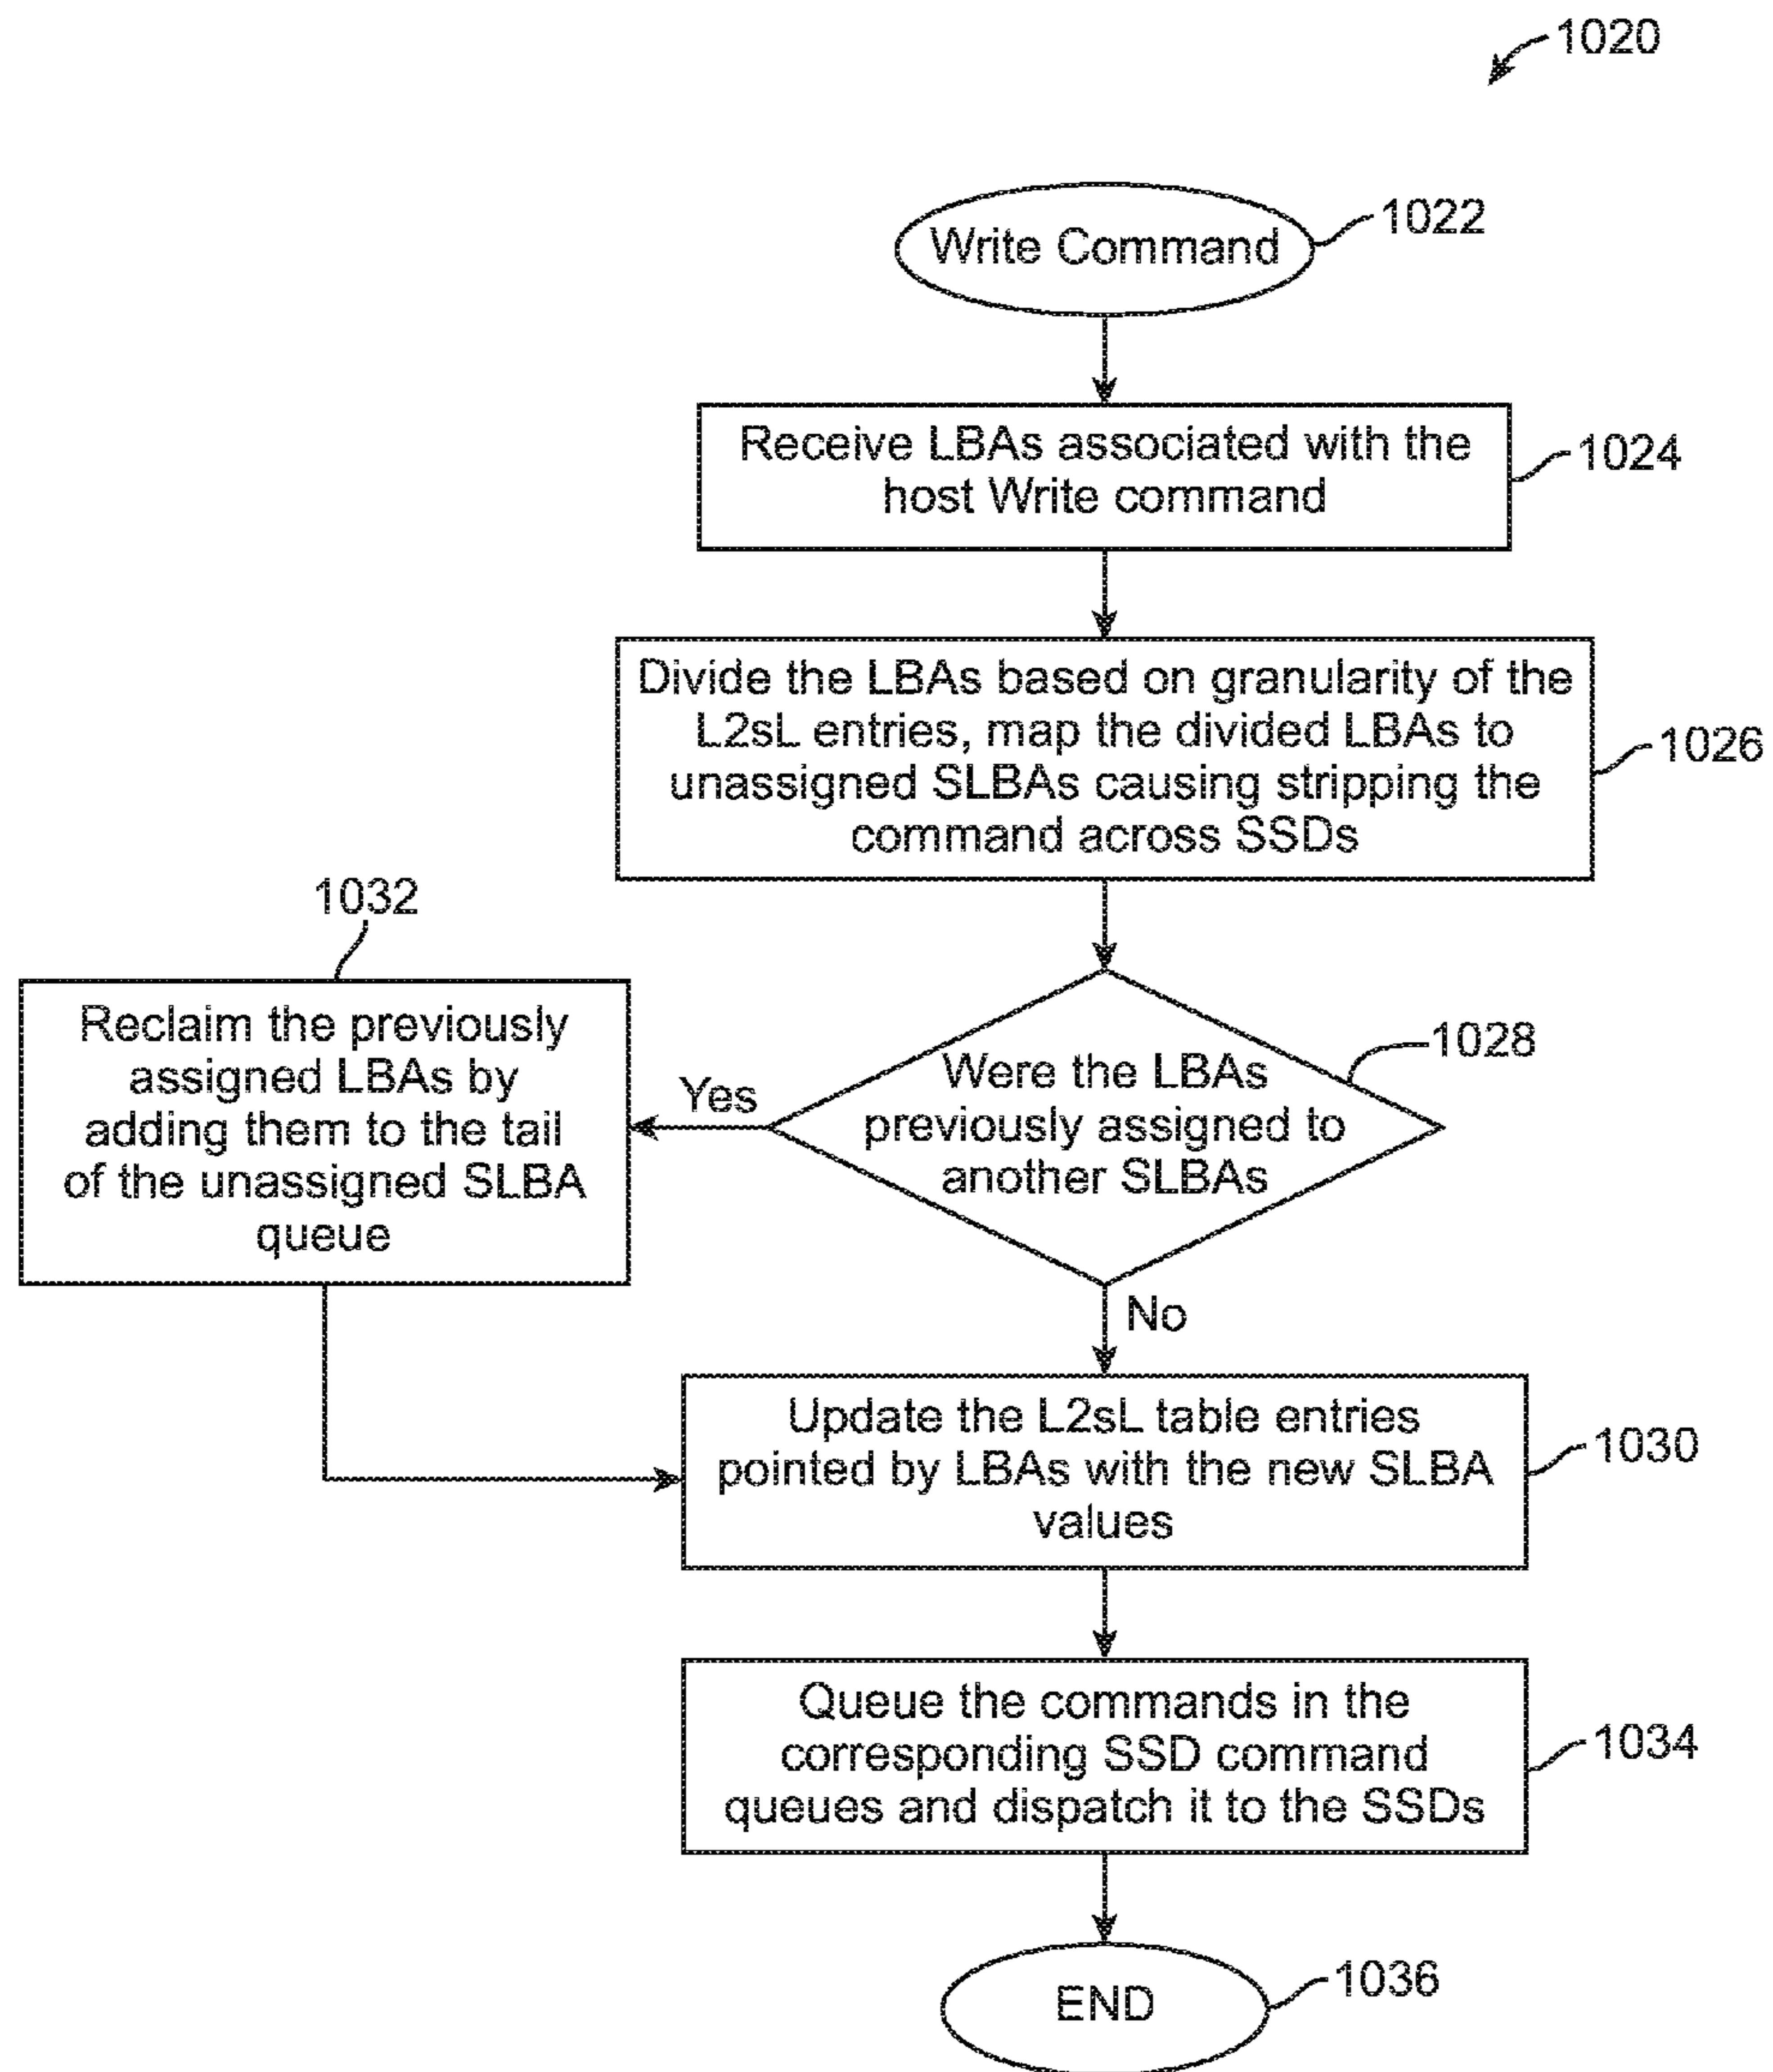 1020
Write Command
1022
Receive LBAs associated with the
host Write command
1024
Divide the LBAs based on granularity of the
L2sL entries, map the divided LBAs to
unassigned SLBAs causing stripping the
command across SSDs
1026
1032
Reclaim the previously
assigned LBAs by
adding them to the tail
of the unassigned SLBA
queue
Yes
Were the LBAs
previously assigned to
another SLBAs
1028
No
Update the L2sL table entries
pointed by LBAs with the new SLBA
values
1030
Queue the commands in the
corresponding SSD command
queues and dispatch it to the SSDs
1034
END
1036